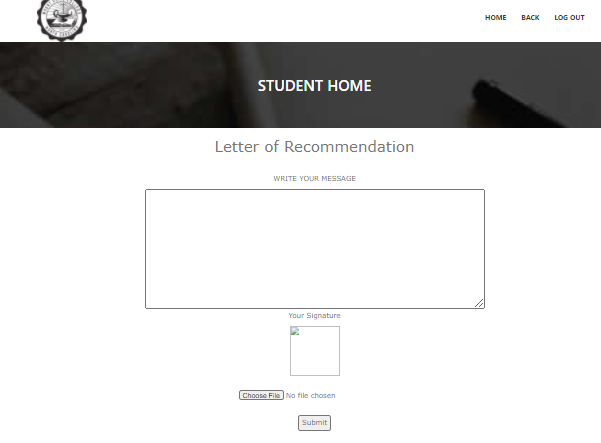 HOME BACK LOG OUT
STUDENT HOME
Letter of Recommendation
WRITE YOUR MESSAGE
Your Signature
Choose File No file chosen
Submit